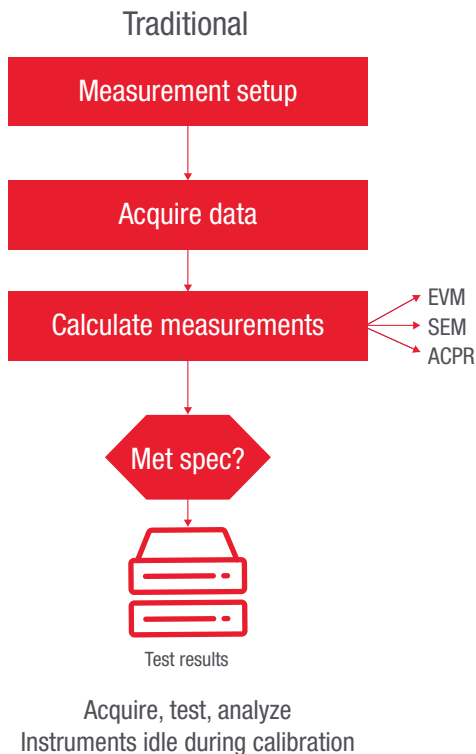 Traditional
Measurement setup
Acquire data
Calculate measurements
EVM
SEM
ACPR
Met spec?
Test results
Acquire, test, analyze
Instruments idle during calibration